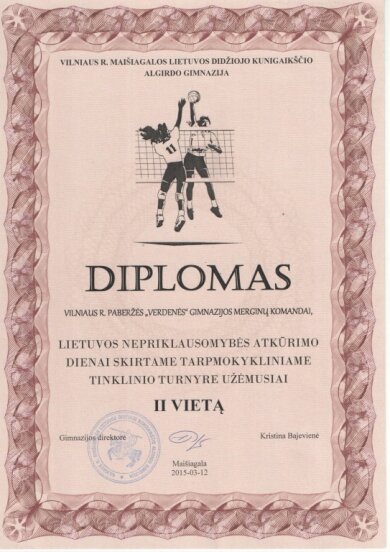 VILNIAUS R. MAIŠIAGALOS LIETUVOS DIDŽIOJO KUNIGAIKŠČIO
ALGIRDO GIMNAZIJA
11
DIPLOMAS
VILNIAUS R. PABERŽĖS „VERDENĖS" GIMNAZIJOS MERGINŲ KOMANDAI,
LIETUVOS NEPRIKLAUSOMYBĖS ATKŪRIMO
DIENAI SKIRTAME TARPMOKYKLINIAME
TINKLINIO TURNYRE UŽĖMUSIAI
II VIETĄ
Gimnazijos direktorė
Kristina Bajevienė
Maišiagala
2015-03-12